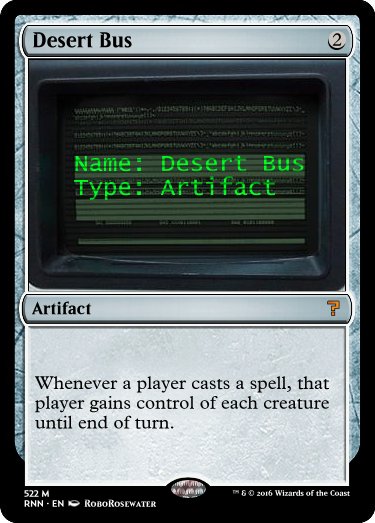 Desert Bus 2
Name: Desert Bus
Type: Artifact
Artifact
Whenever a player casts a spell, that
player gains control of each creature
until end of turn.
522 M
RNN • EN RoboRosewater
™ & © 2016 Wizards of the Coast